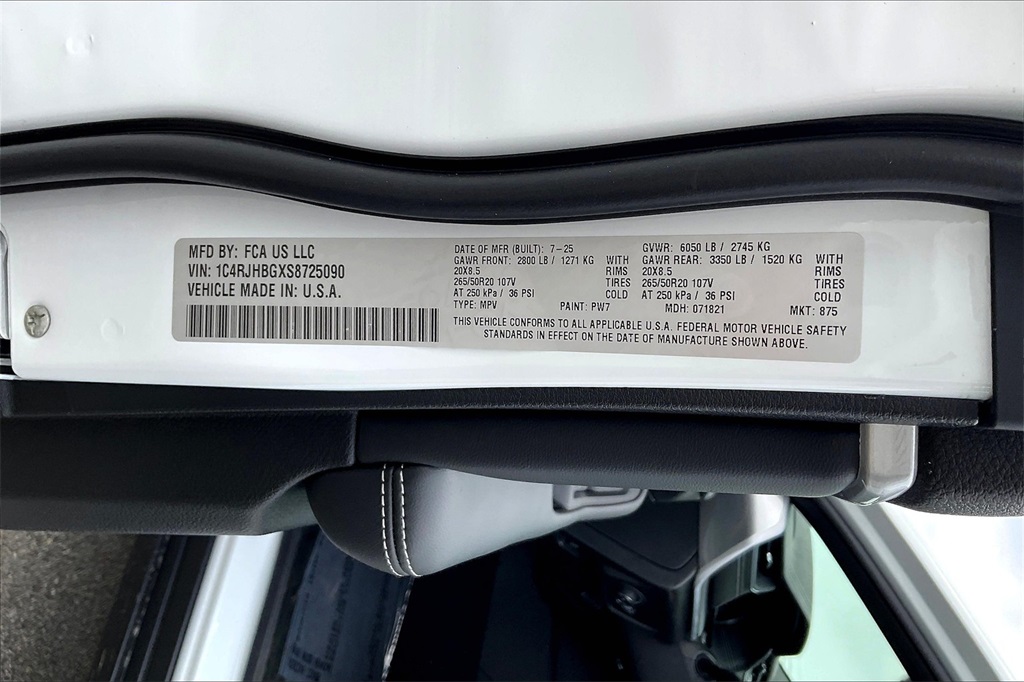 MFD BY: FCA US LLC
VIN: 1C4RJHBGXS8725090
VEHICLE MADE IN: U.S.A.
DATE OF MFR (BUILT): 7-25
GAWR FRONT: 2800 LB / 1271 KG WITH
20X8.5 RIMS
265/50R20 107V TIRES
AT 250 kPa / 36 PSI COLD
TYPE: MPV PAINT: PW7
GVWR: 6050 LB / 2745 KG
GAWR REAR: 3350 LB / 1520 KG WITH
20X8.5 RIMS
265/50R20 107V TIRES
AT 250 kPa / 36 PSI COLD
MDH: 071821 MKT: 875
THIS VEHICLE CONFORMS TO ALL APPLICABLE U.S.A. FEDERAL MOTOR VEHICLE SAFETY
STANDARDS IN EFFECT ON THE DATE OF MANUFACTURE SHOWN ABOVE.